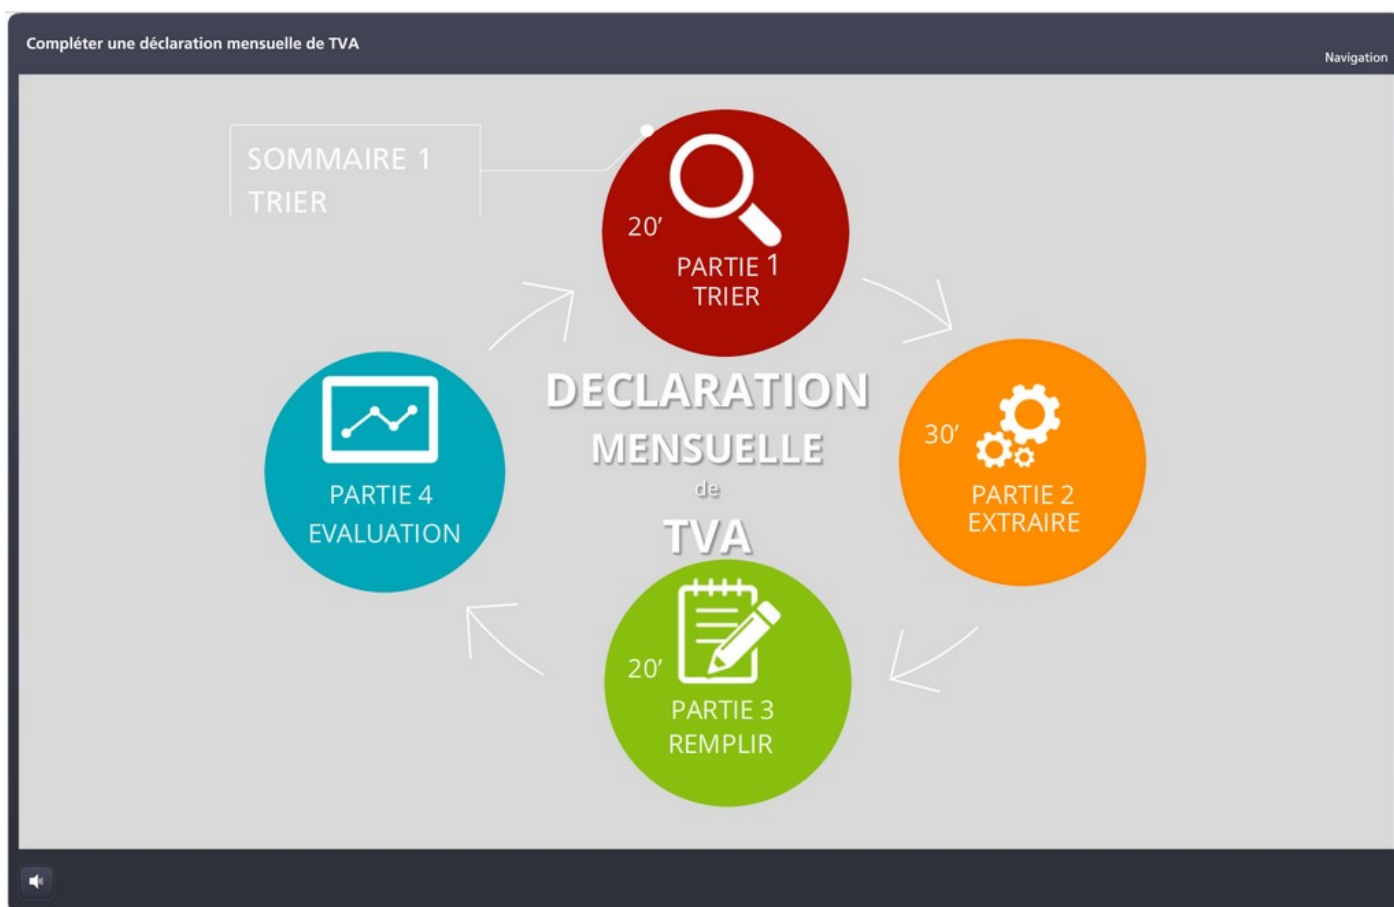 Compléter une déclaration mensuelle de TVA
Navigation
SOMMAIRE 1
TRIER
20’
PARTIE 1
TRIER
DECLARATION
MENSUELLE
de
TVA
30’
PARTIE 2
EXTRAIRE
20’
PARTIE 3
REMPLIR
PARTIE 4
EVALUATION